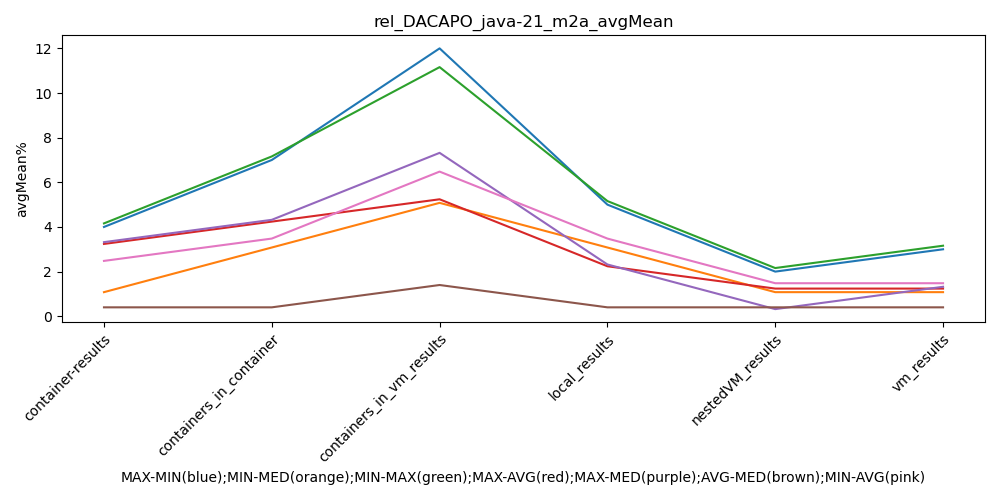 rel_DACAPO_java-21_m2a_avgMean
avgMean%
12
10
8
6
4
2
0
container-results
containers_in_container
containers_in_vm_results
local_results
nestedVM_results
vm_results
MAX-MIN(blue);MIN-MED(orange);MIN-MAX(green);MAX-AVG(red);MAX-MED(purple);AVG-MED(brown);MIN-AVG(pink)